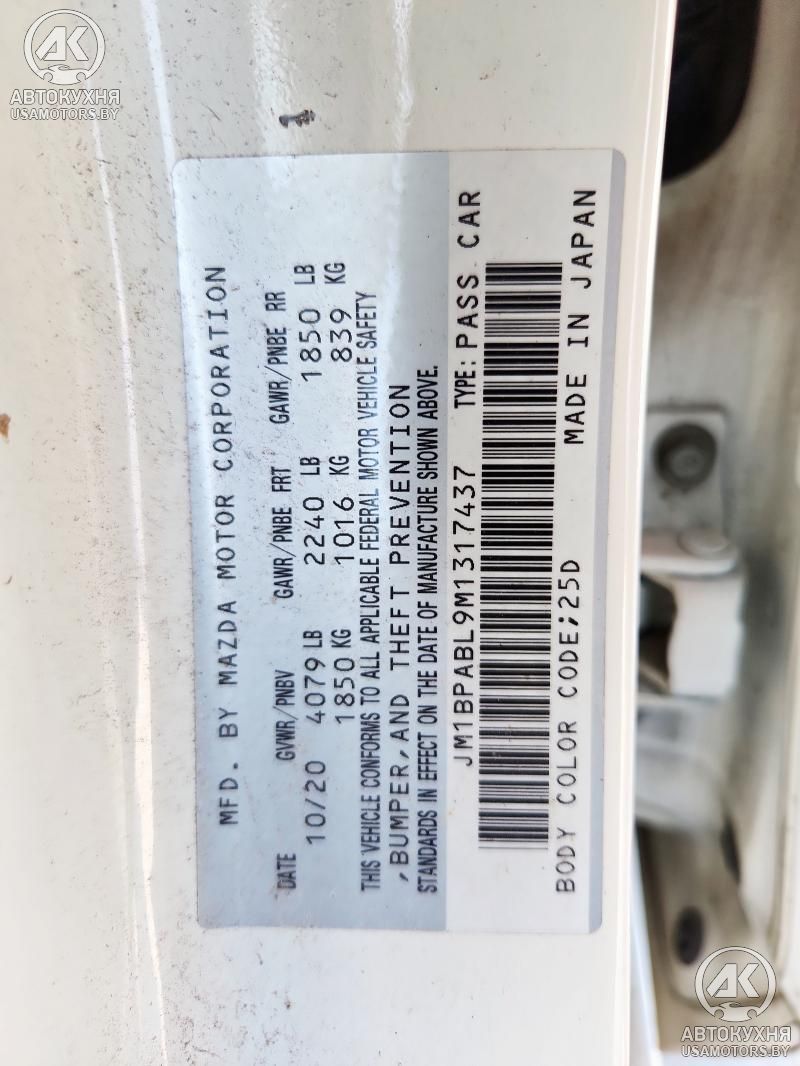 AK
АВТОКУХНЯ
USAMOTORS.BY
MFD. BY MAZDA MOTOR CORPORATION
DATE GVWR/PNBV GAWR/PNBE FRT GAWR/PNBE RR
10/20 4079 LB 2240 LB 1850 LB
1850 KG 1016 KG 839 KG
THIS VEHICLE CONFORMS TO ALL APPLICABLE FEDERAL MOTOR VEHICLE SAFETY
,BUMPER,AND THEFT PREVENTION
STANDARDS IN EFFECT ON THE DATE OF MANUFACTURE SHOWN ABOVE.
JM1BPABL9M1317437 TYPE: PASS CAR
BODY COLOR CODE;25D MADE IN JAPAN
AK
АВТОКУХНЯ
USAMOTORS.BY